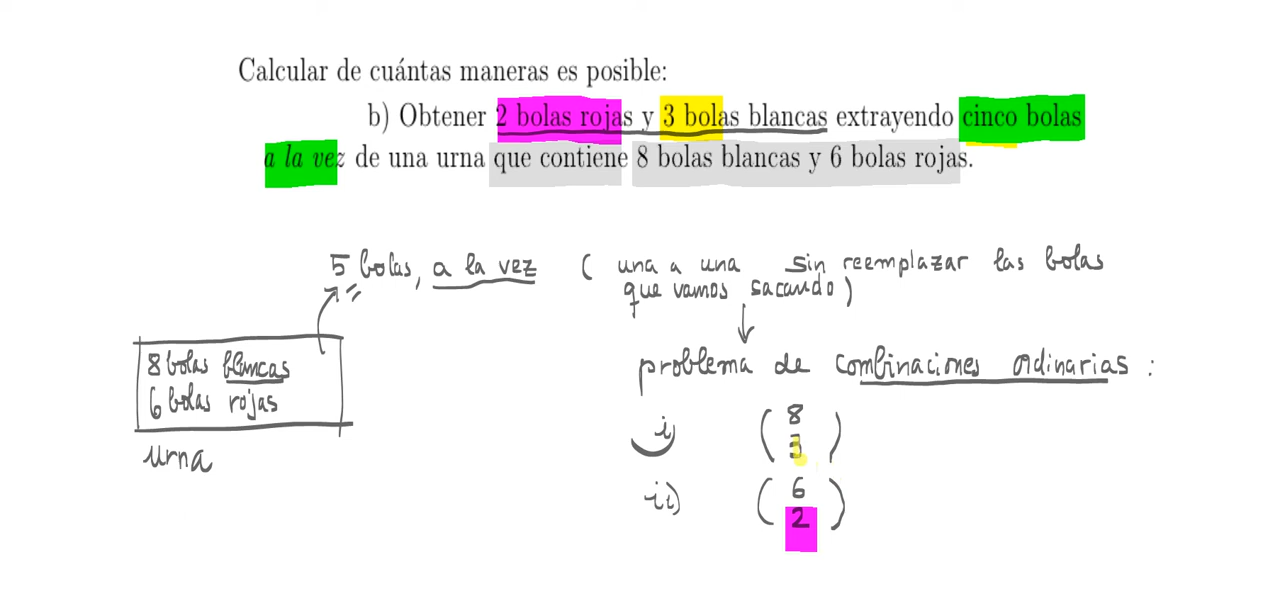 Calcular de cuántas maneras es posible:
b) Obtener 2 bolas rojas y 3 bolas blancas extrayendo cinco bolas
a la vez de una urna que contiene 8 bolas blancas y 6 bolas rojas.
5 bolas, a la vez ( una a una sin reemplazar las bolas
que vamos sacando)
8 bolas blancas
6 bolas rojas
urna
problema de combinaciones ordinarias :
i) ( 8
3 )
ii) ( 6
2 )